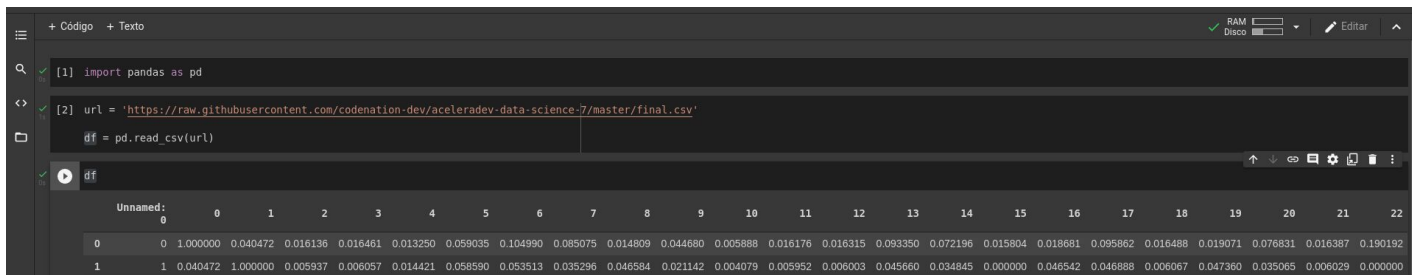 + Código + Texto
RAM
Disco
Editar
[1] import pandas as pd
[2] url = 'https://raw.githubusercontent.com/codenation-dev/aceleradev-data-science-7/master/final.csv'
df = pd.read_csv(url)
df
Unnamed: 0 0 1 2 3 4 5 6 7 8 9 10 11 12 13 14 15 16 17 18 19 20 21 22
0 0 1.000000 0.040472 0.016136 0.016461 0.013250 0.059035 0.104990 0.085075 0.014809 0.044680 0.005888 0.016176 0.016315 0.093350 0.072196 0.015804 0.018681 0.095862 0.016488 0.019071 0.076831 0.016387 0.190192
1 1 0.040472 1.000000 0.005937 0.006057 0.014421 0.058590 0.053513 0.035296 0.046584 0.021142 0.004079 0.005952 0.006003 0.045660 0.034845 0.000000 0.046542 0.046888 0.006067 0.047360 0.035065 0.006029 0.000000